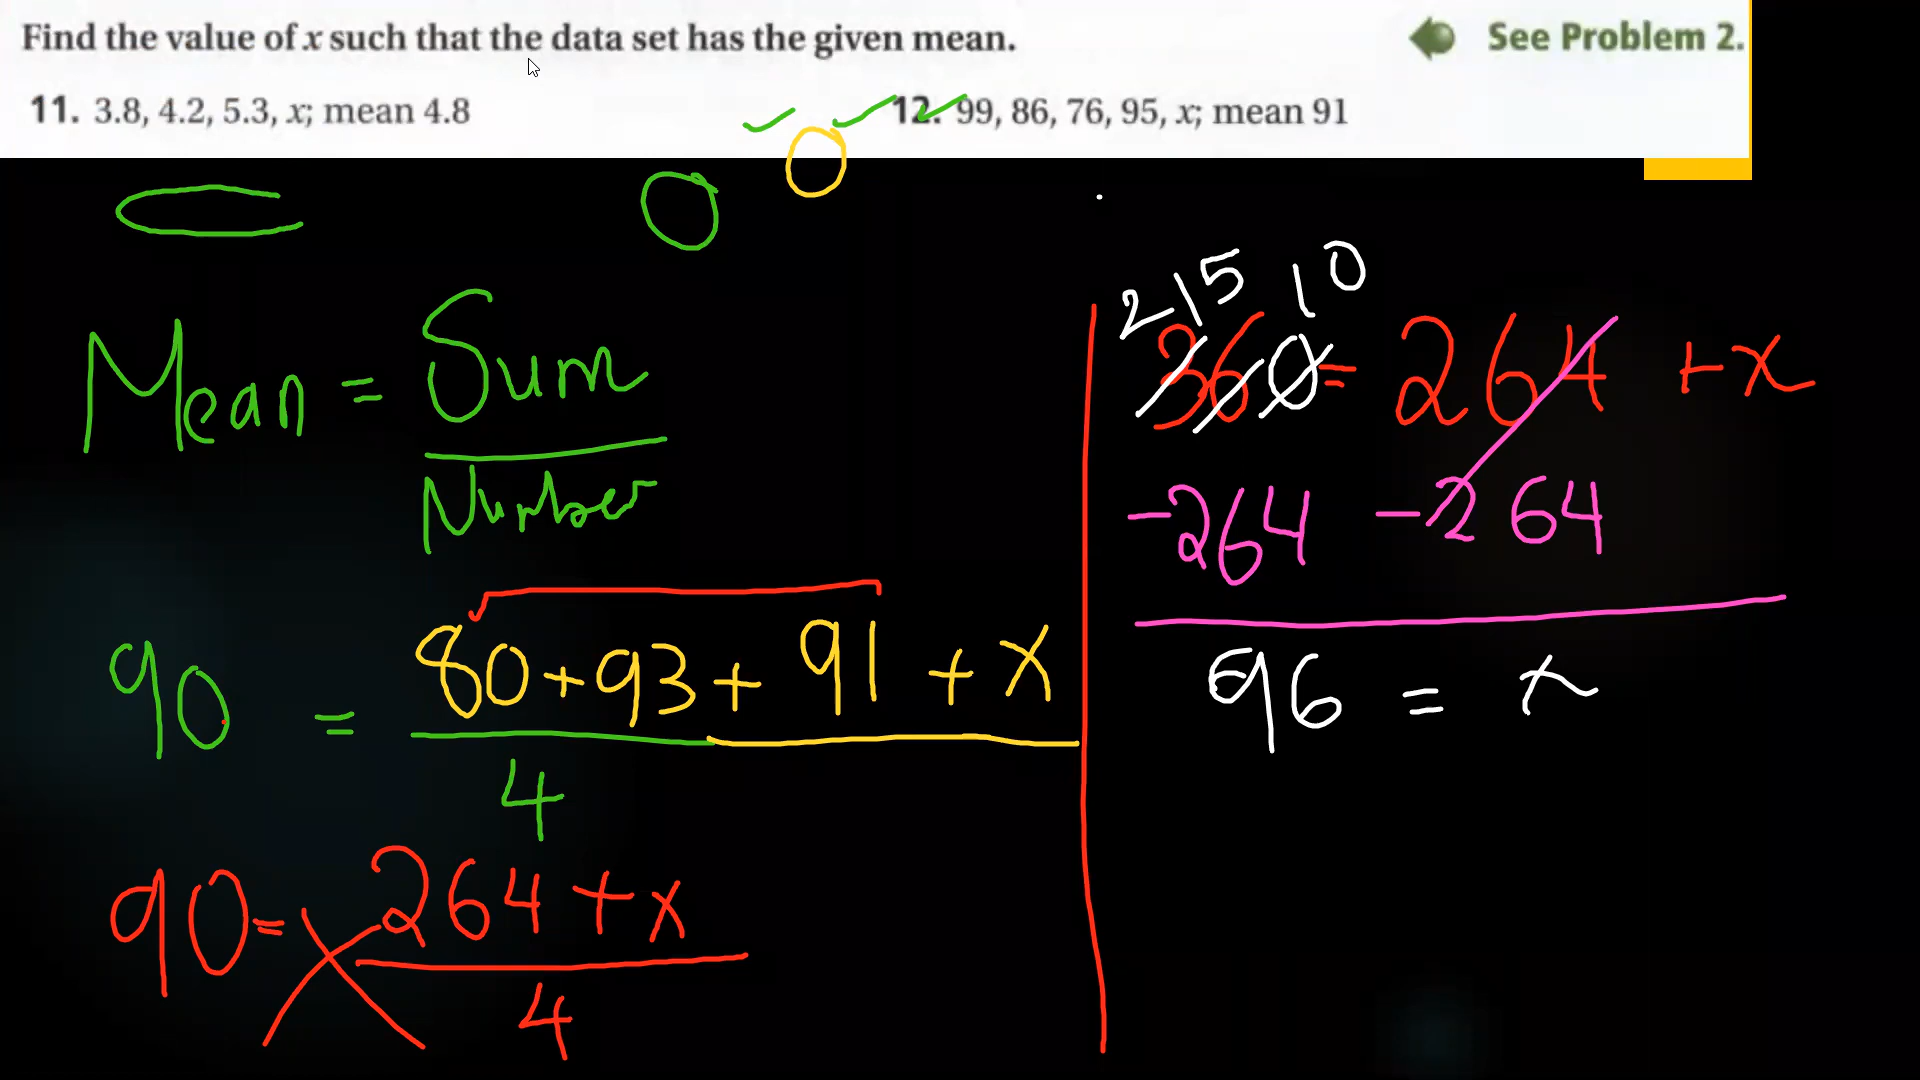 Find the value of x such that the data set has the given mean.
See Problem 2.
11. 3.8, 4.2, 5.3, x; mean 4.8
12. 99, 86, 76, 95, x; mean 91
Mean = Sum
Number
90 = 80+93+ 91 + x
4
90= 264 + x
4
2 15 10
360 = 264 + x
-264 -264
96 = x